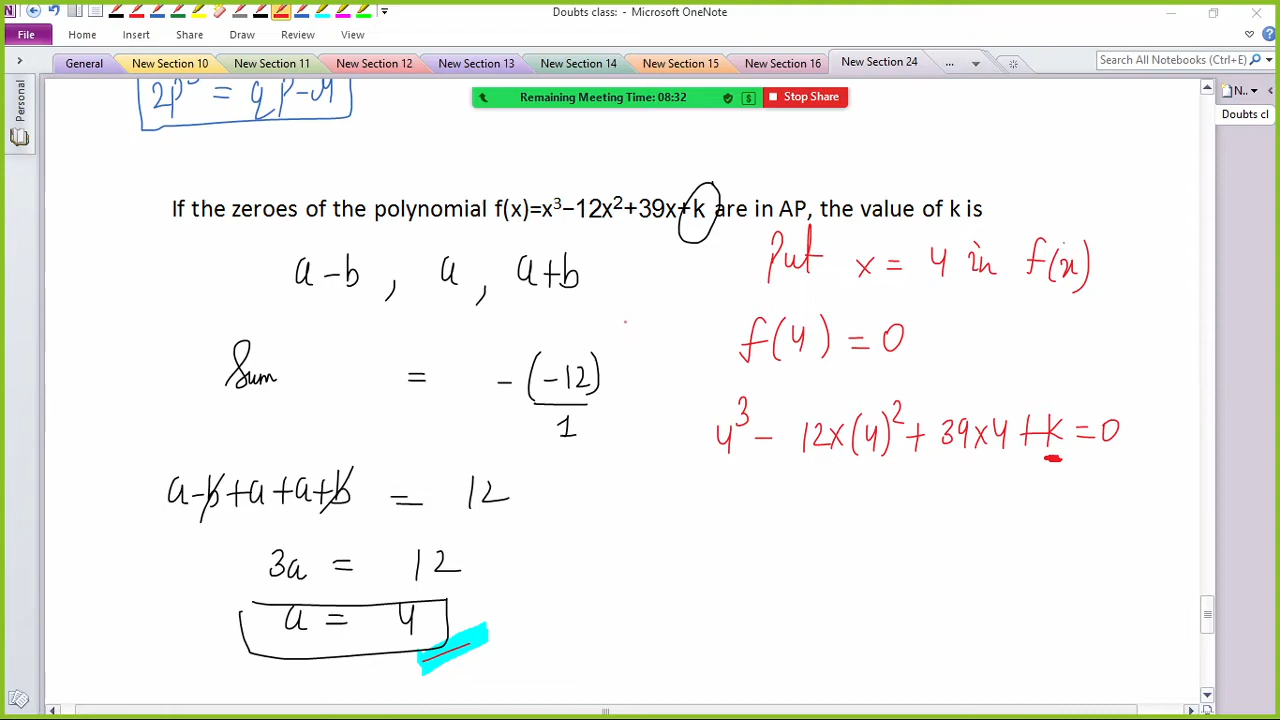 Doubts class: - Microsoft OneNote
File Home Insert Share Draw Review View
General New Section 10 New Section 11 New Section 12 New Section 13 New Section 14 New Section 15 New Section 16 New Section 24 ... Search All Notebooks (Ctrl+E)
Personal
N..
Doubts cl
Remaining Meeting Time: 08:32 Stop Share
If the zeroes of the polynomial f(x)=x³−12x²+39x+k are in AP, the value of k is
a-b , a , a+b
Sum = - (-12)
1
a-b+a+a+b = 12
3a = 12
a = 4
Put x = 4 in f(x)
f(4) = 0
4³ - 12x(4)² + 39x4 + k = 0